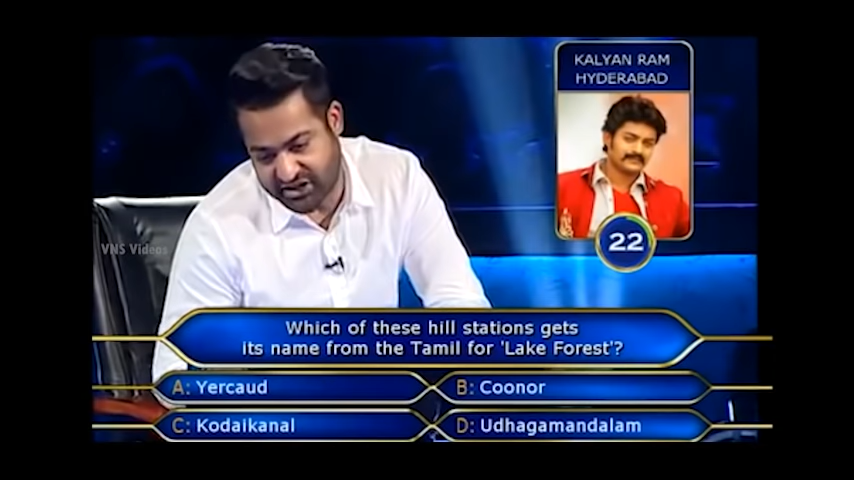 KALYAN RAM
HYDERABAD
22
VNS Videos
Which of these hill stations gets
its name from the Tamil for 'Lake Forest'?
A: Yercaud
B: Coonor
C: Kodaikanal
D: Udhagamandalam